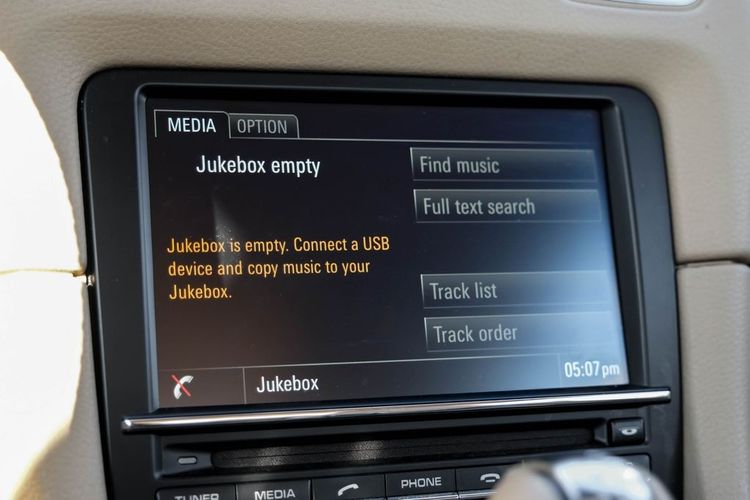 MEDIA OPTION
Jukebox empty
Find music
Full text search
Jukebox is empty. Connect a USB
device and copy music to your
Jukebox.
Track list
Track order
Jukebox
05:07pm
TUNER MEDIA PHONE